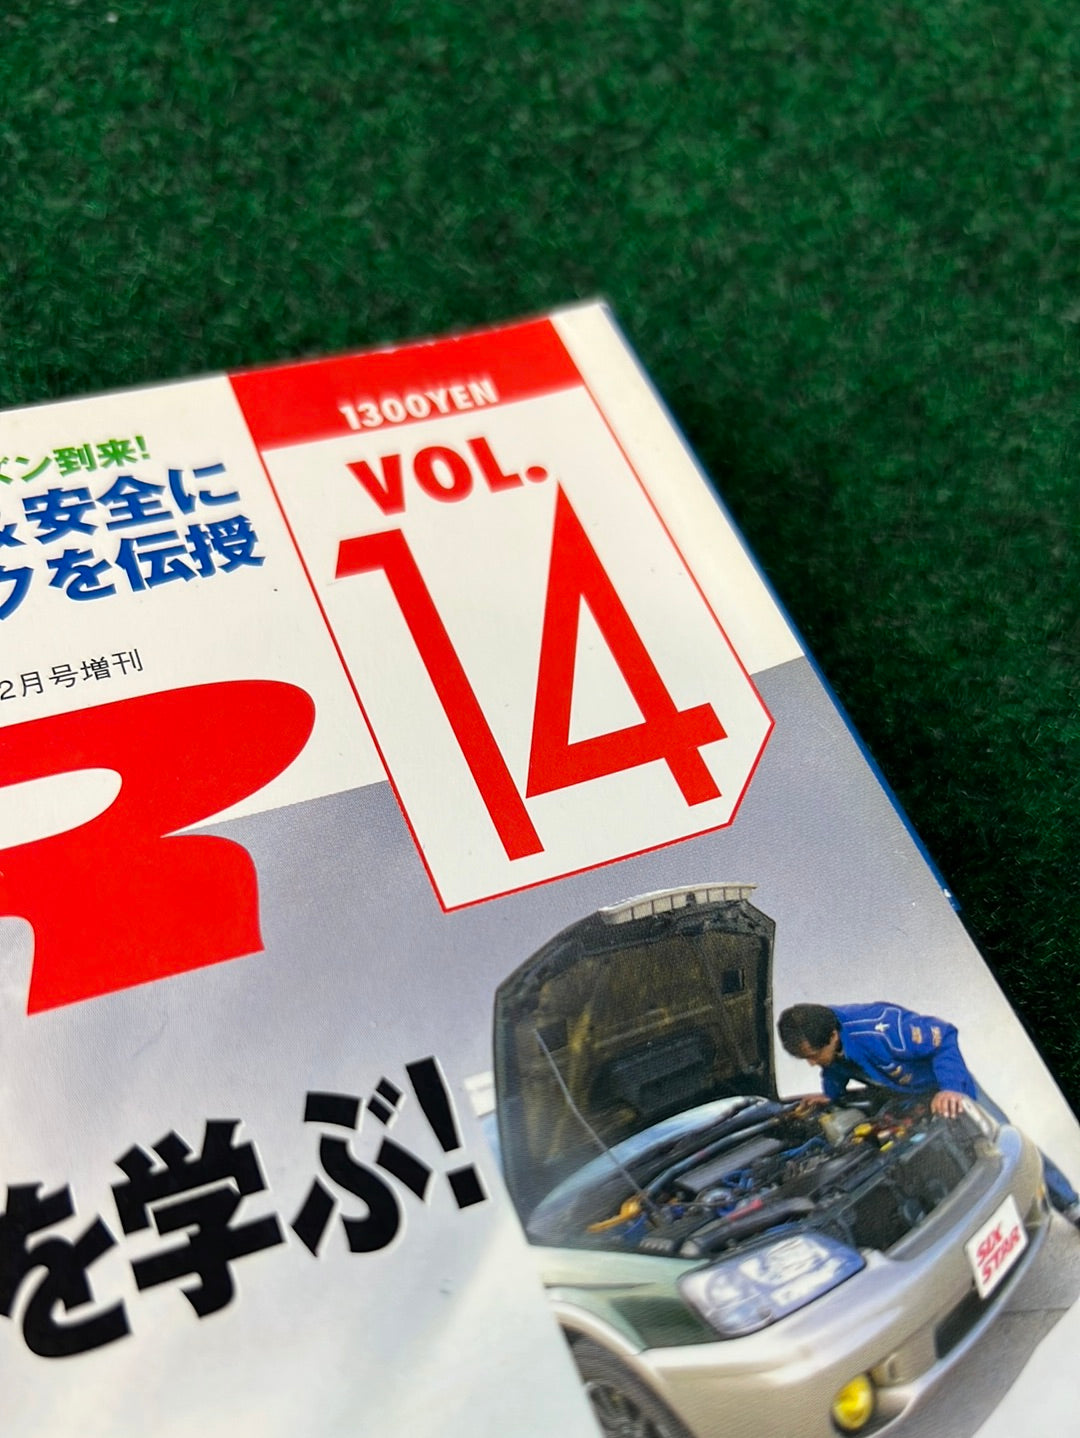 ズン到来!
&安全に
クを伝授
2月号増刊
1300YEN
VOL.
14
R
を学ぶ!
SIX
STAR